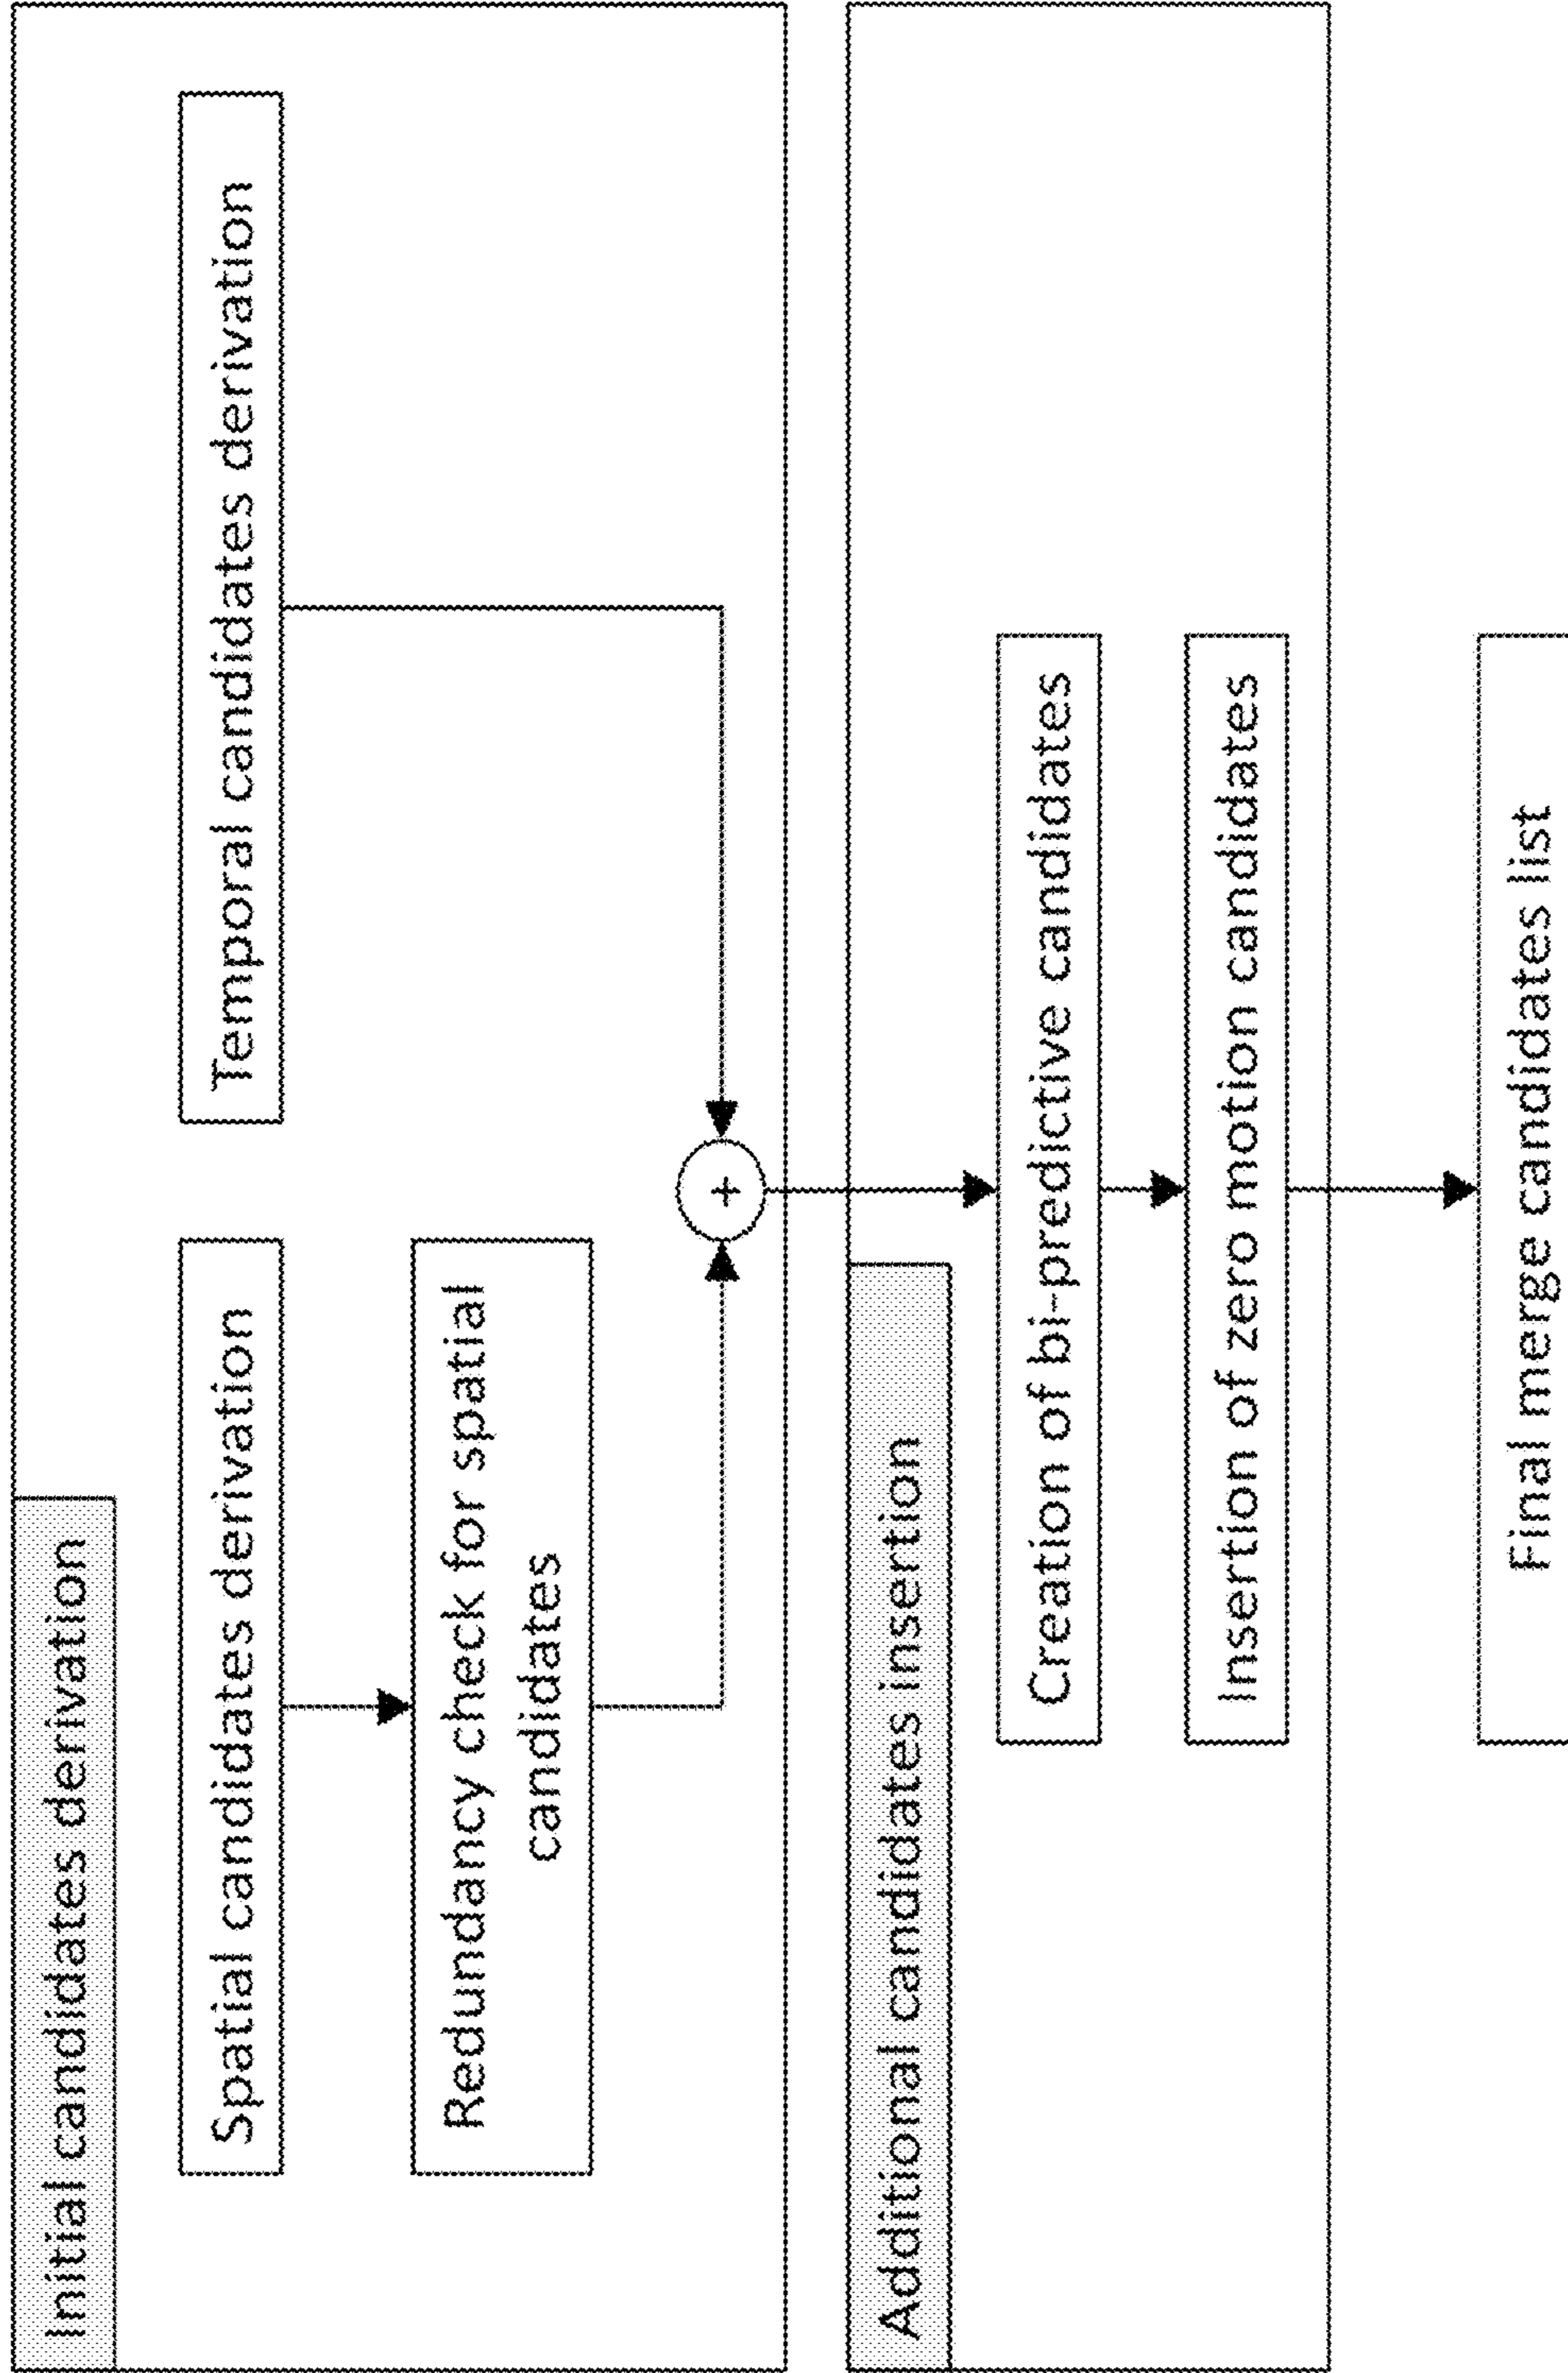 Initial candidates derivation
Spatial candidates derivation
Temporal candidates derivation
Redundancy check for spatial
candidates
+
Additional candidates insertion
Creation of bi-predictive candidates
Insertion of zero motion candidates
Final merge candidates list